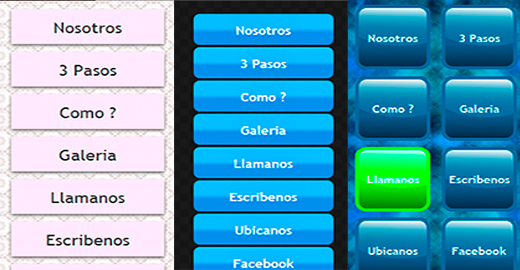 Nosotros
3 Pasos
Como ?
Galeria
Llamanos
Escribenos
Nosotros
3 Pasos
Como ?
Galeria
Llamanos
Escribenos
Ubicanos
Facebook
Nosotros
3 Pasos
Como ?
Galeria
Llamanos
Escribenos
Ubicanos
Facebook